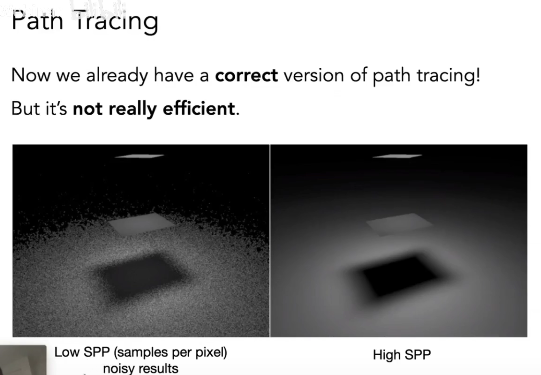 Path Tracing
Now we already have a correct version of path tracing!
But it's not really efficient.
Low SPP (samples per pixel)
noisy results
High SPP